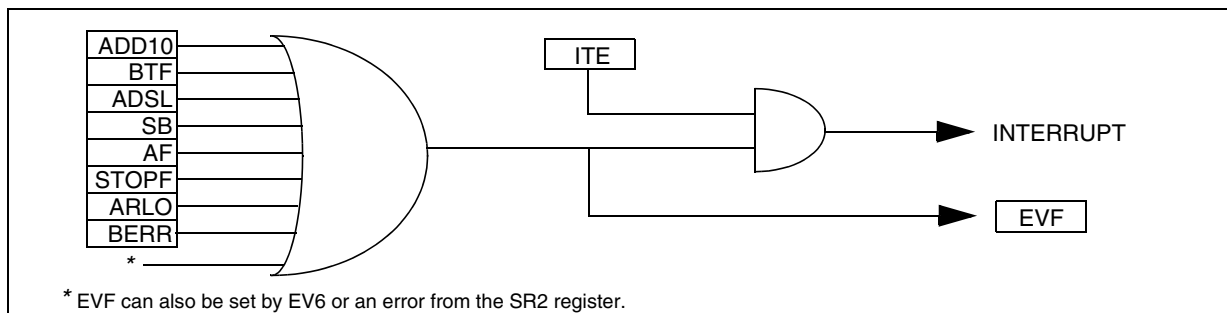 ADD10
BTF
ADSL
SB
AF
STOPF
ARLO
BERR
*
ITE
INTERRUPT
EVF
* EVF can also be set by EV6 or an error from the SR2 register.